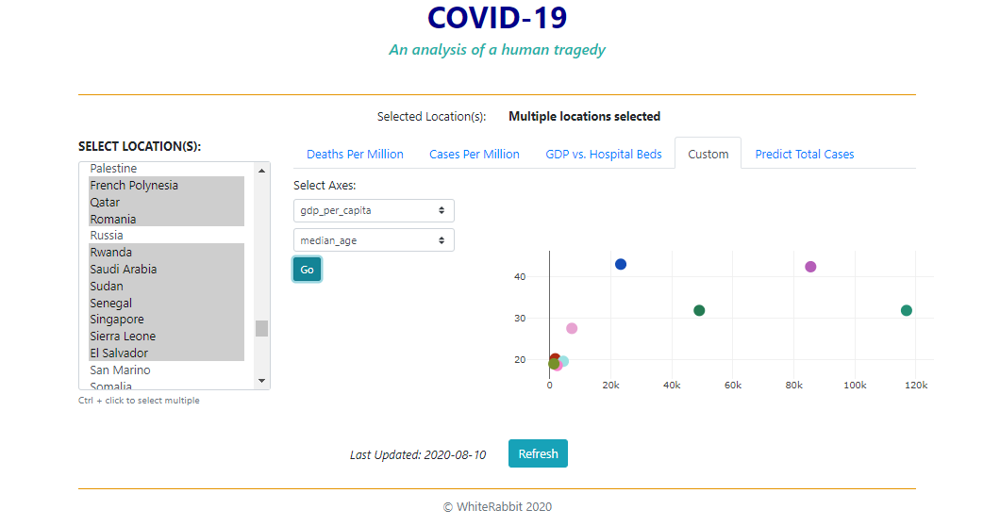 COVID-19
An analysis of a human tragedy
Selected Location(s): Multiple locations selected
SELECT LOCATION(S):
Palestine
French Polynesia
Qatar
Romania
Russia
Rwanda
Saudi Arabia
Sudan
Senegal
Singapore
Sierra Leone
El Salvador
San Marino
Somalia
Ctrl + click to select multiple
Deaths Per Million Cases Per Million GDP vs. Hospital Beds Custom Predict Total Cases
Select Axes:
gdp_per_capita
median_age
Go
40
30
20
0 20k 40k 60k 80k 100k 120k
Last Updated: 2020-08-10 Refresh
© WhiteRabbit 2020